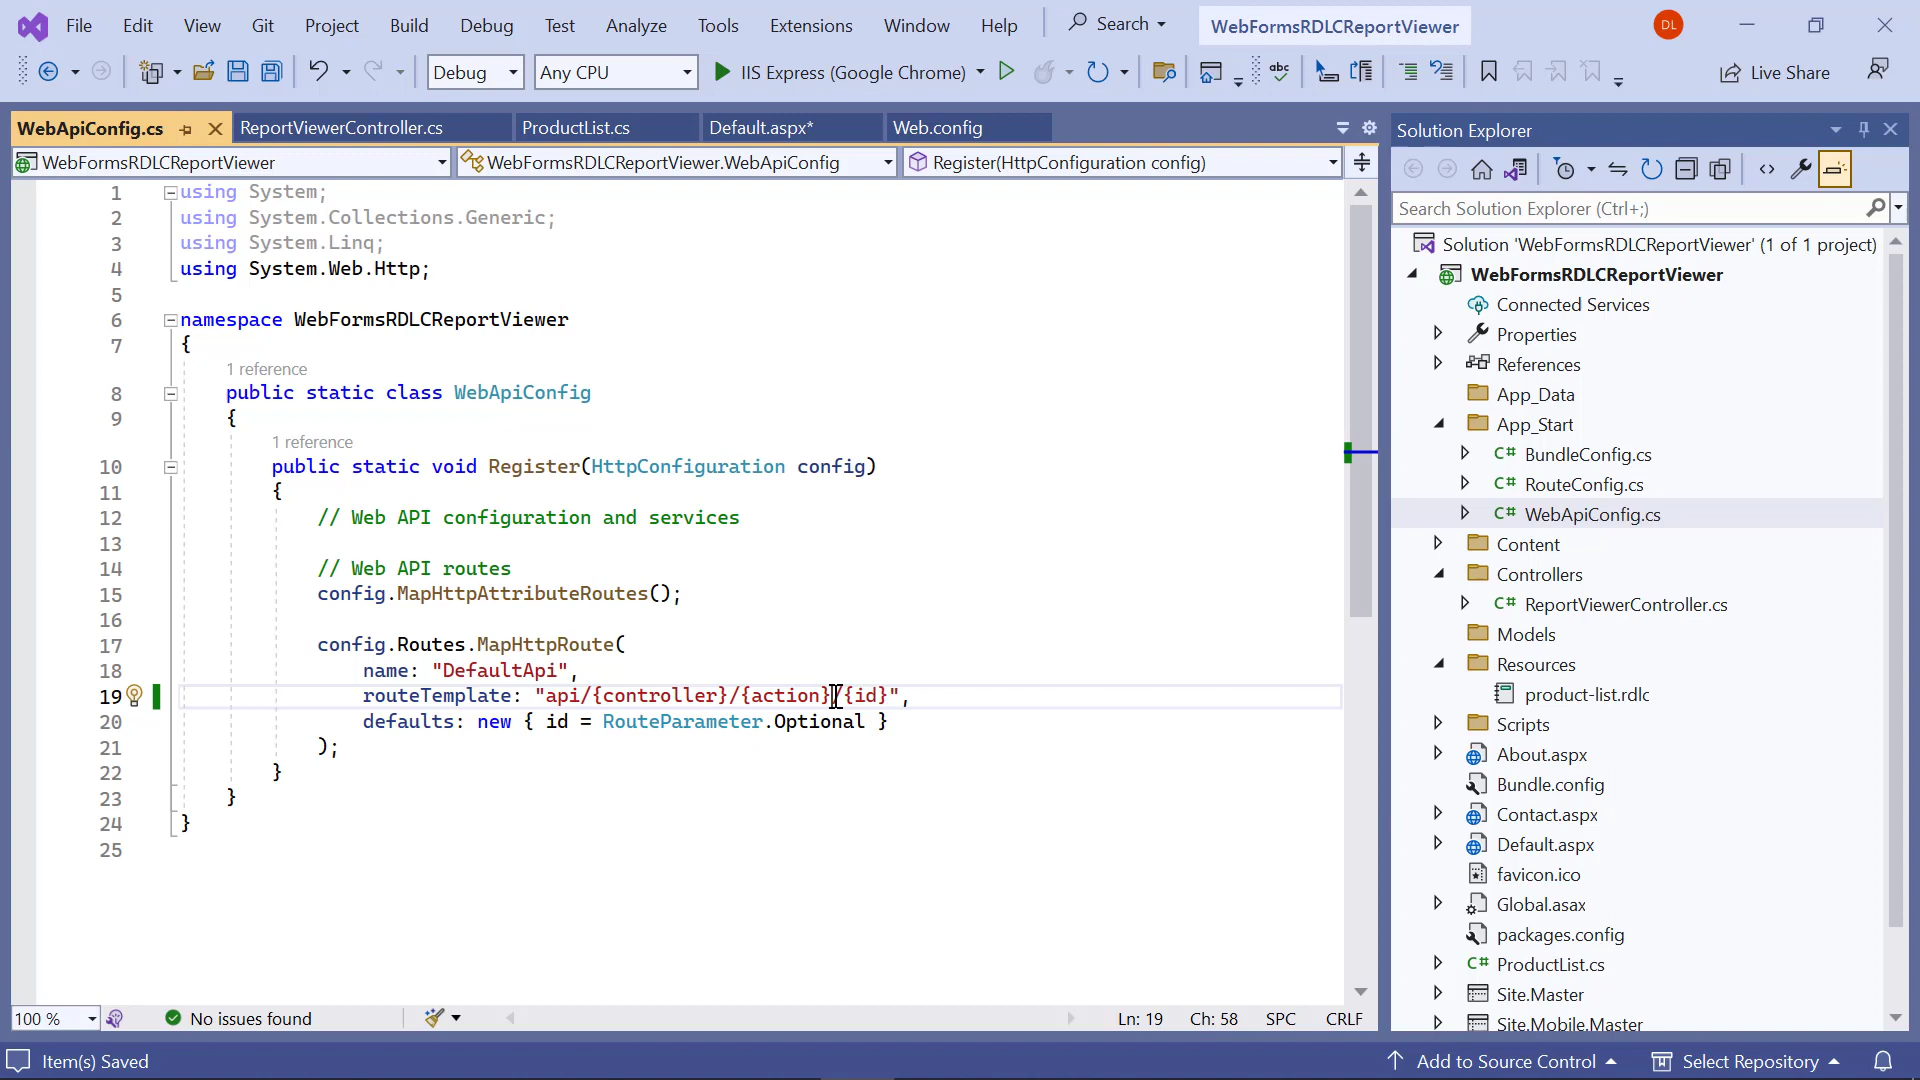 File Edit View Git Project Build Debug Test Analyze Tools Extensions Window Help Search WebFormsRDLCReportViewer DL
Debug Any CPU IIS Express (Google Chrome) abc Live Share
WebApiConfig.cs ReportViewerController.cs ProductList.cs Default.aspx* Web.config
WebFormsRDLCReportViewer WebFormsRDLCReportViewer.WebApiConfig Register(HttpConfiguration config)
1 using System;
2 using System.Collections.Generic;
3 using System.Linq;
4 using System.Web.Http;
5
6 namespace WebFormsRDLCReportViewer
7 {
1 reference
8 public static class WebApiConfig
9 {
1 reference
10 public static void Register(HttpConfiguration config)
11 {
12 // Web API configuration and services
13
14 // Web API routes
15 config.MapHttpAttributeRoutes();
16
17 config.Routes.MapHttpRoute(
18 name: "DefaultApi",
19 routeTemplate: "api/{controller}/{action}/{id}",
20 defaults: new { id = RouteParameter.Optional }
21 );
22 }
23 }
24 }
25
100 % No issues found Ln: 19 Ch: 58 SPC CRLF
Solution Explorer
Search Solution Explorer (Ctrl+;)
Solution 'WebFormsRDLCReportViewer' (1 of 1 project)
WebFormsRDLCReportViewer
Connected Services
Properties
References
App_Data
App_Start
C# BundleConfig.cs
C# RouteConfig.cs
C# WebApiConfig.cs
Content
Controllers
C# ReportViewerController.cs
Models
Resources
product-list.rdlc
Scripts
About.aspx
Bundle.config
Contact.aspx
Default.aspx
favicon.ico
Global.asax
packages.config
C# ProductList.cs
Site.Master
Site.Mobile.Master
Item(s) Saved Add to Source Control Select Repository